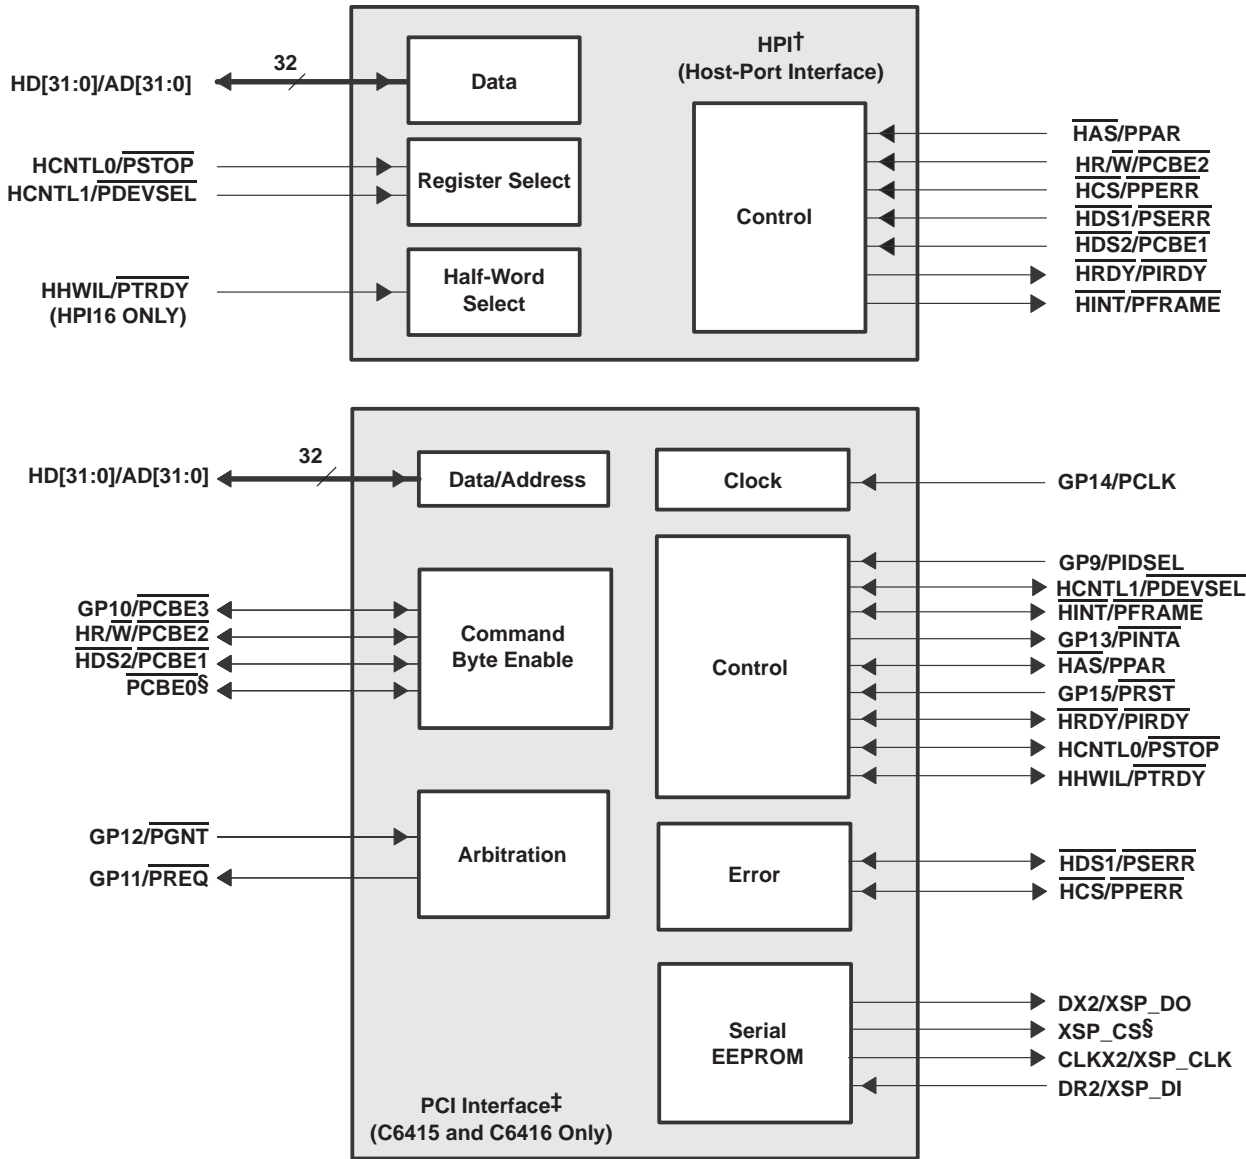 HPI†
(Host-Port Interface)
32
HD[31:0]/AD[31:0]
Data
HCNTL0/PSTOP
HCNTL1/PDEVSEL
Register Select
HHWIL/PTRDY
(HPI16 ONLY)
Half-Word
Select
Control
HAS/PPAR
HR/W/PCBE2
HCS/PPERR
HDS1/PSERR
HDS2/PCBE1
HRDY/PIRDY
HINT/PFRAME
32
HD[31:0]/AD[31:0]
Data/Address
Clock
GP14/PCLK
GP10/PCBE3
HR/W/PCBE2
HDS2/PCBE1
PCBE0§
Command
Byte Enable
Control
GP9/PIDSEL
HCNTL1/PDEVSEL
HINT/PFRAME
GP13/PINTA
HAS/PPAR
GP15/PRST
HRDY/PIRDY
HCNTL0/PSTOP
HHWIL/PTRDY
GP12/PGNT
GP11/PREQ
Arbitration
Error
HDS1/PSERR
HCS/PPERR
Serial
EEPROM
DX2/XSP_DO
XSP_CS§
CLKX2/XSP_CLK
DR2/XSP_DI
PCI Interface‡
(C6415 and C6416 Only)